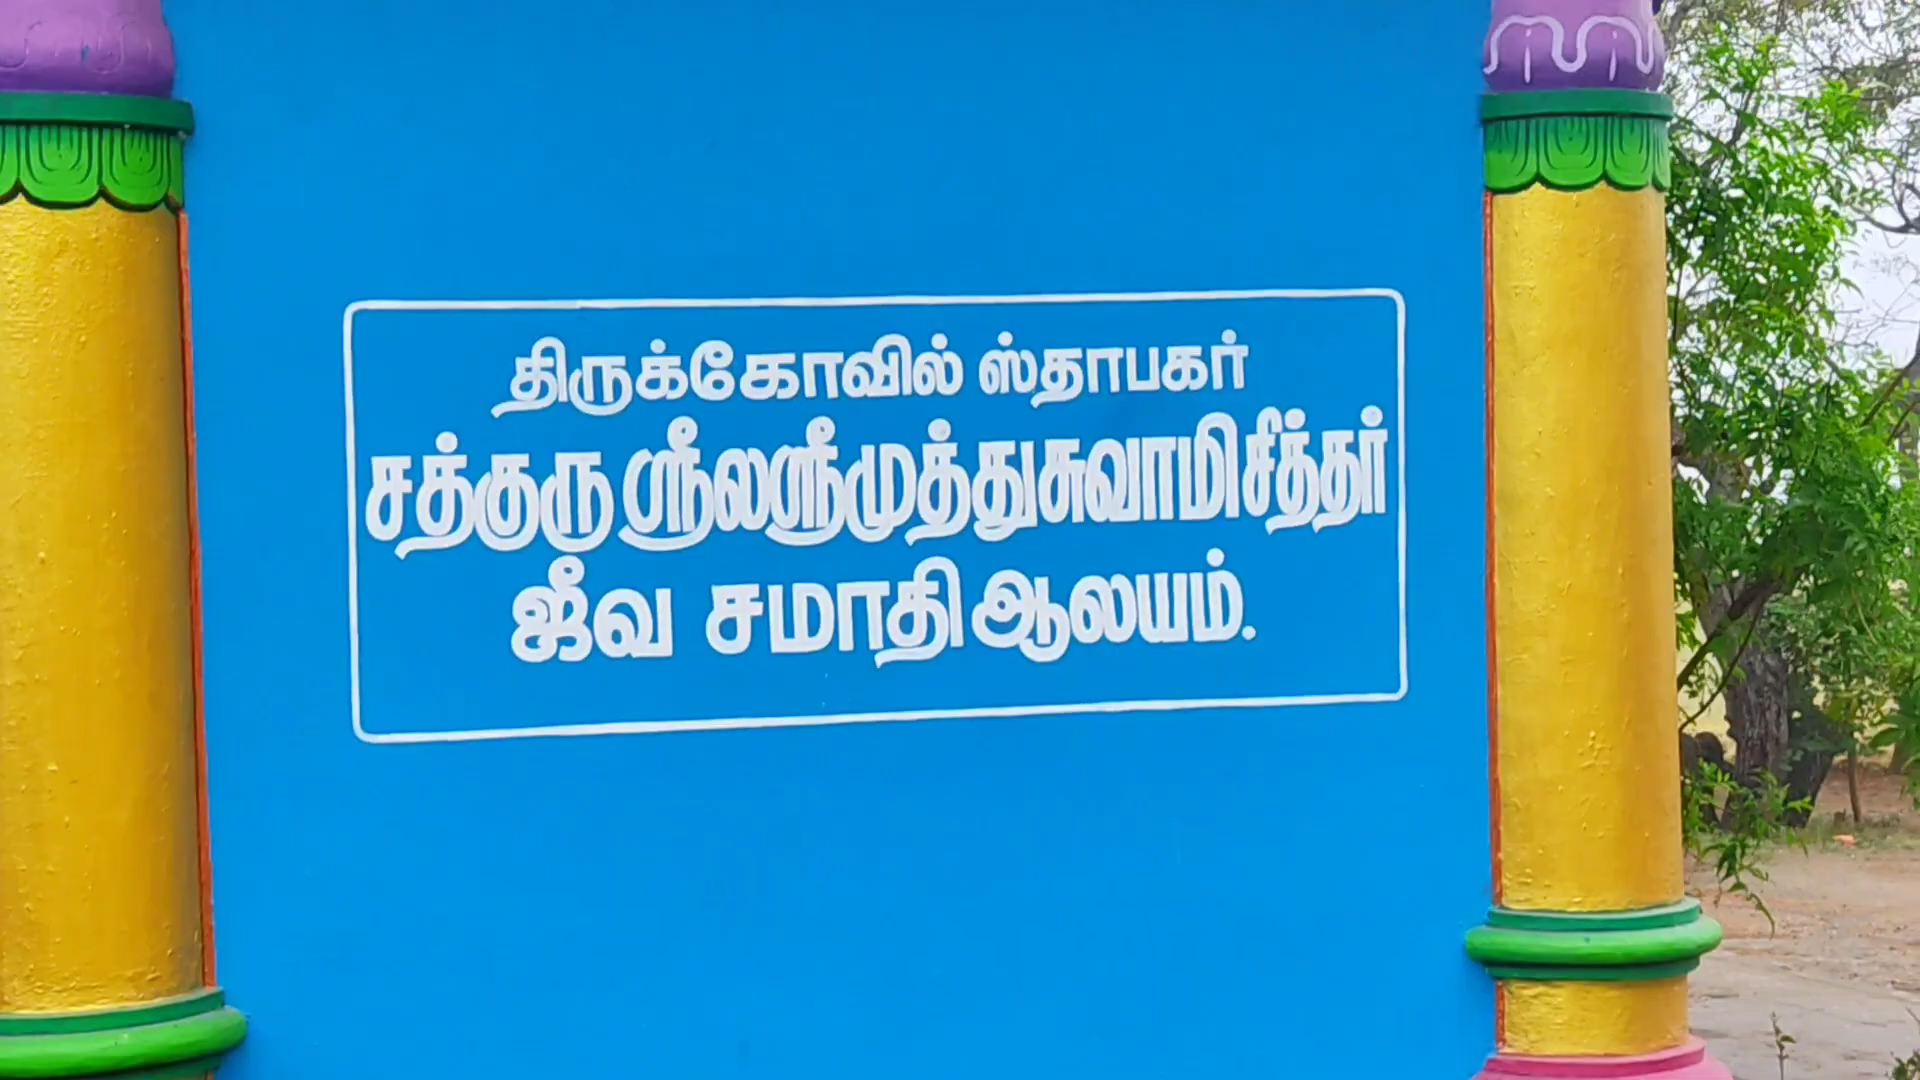 திருக்கோவில் ஸ்தாபகர்
சத்குரு ஸ்ரீலஸ்ரீமுத்துசுவாமிசித்தர்
ஜீவ சமாதி ஆலயம்.